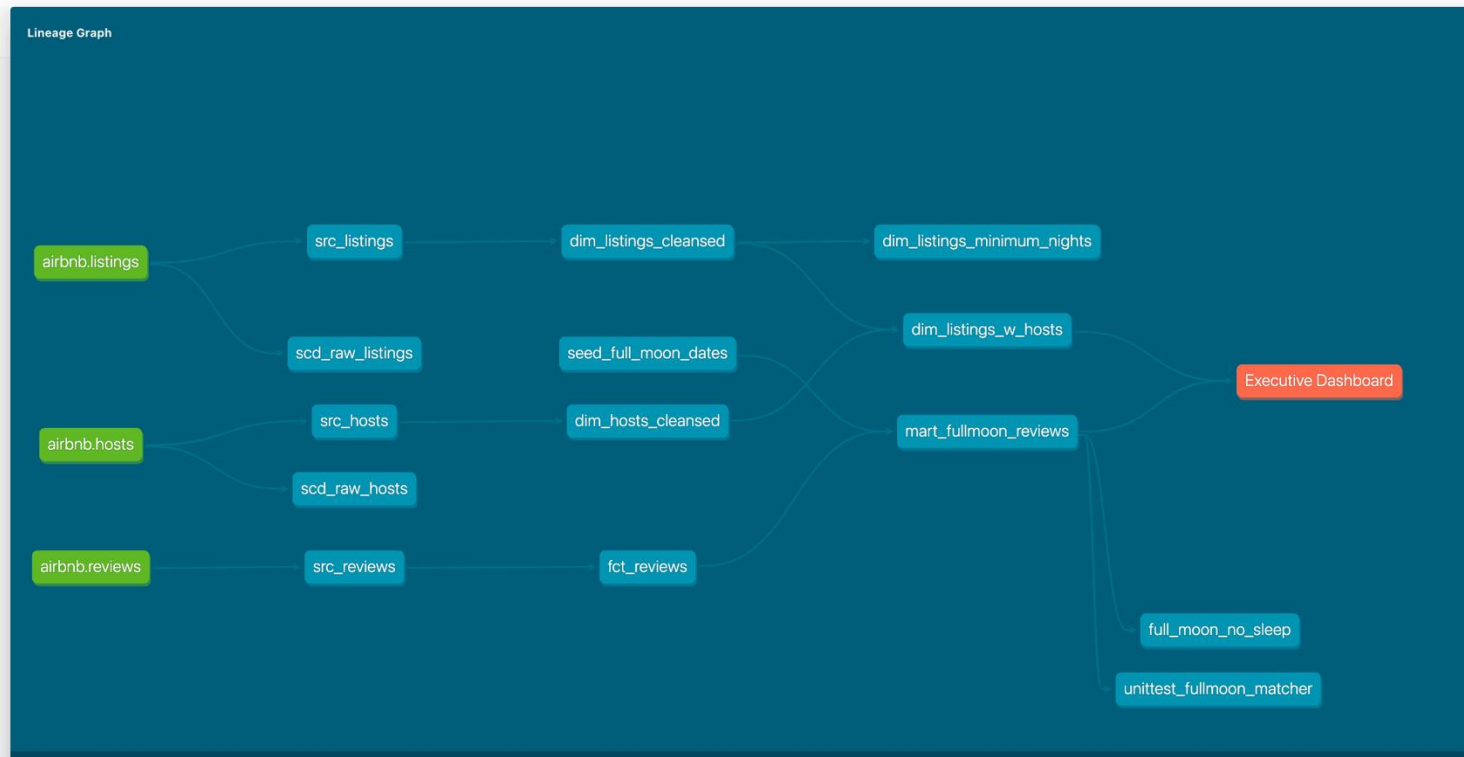 Lineage Graph
src_listings
dim_listings_cleansed
dim_listings_minimum_nights
airbnb.listings
dim_listings_w_hosts
scd_raw_listings
seed_full_moon_dates
Executive Dashboard
src_hosts
dim_hosts_cleansed
mart_fullmoon_reviews
airbnb.hosts
scd_raw_hosts
airbnb.reviews
src_reviews
fct_reviews
full_moon_no_sleep
unittest_fullmoon_matcher